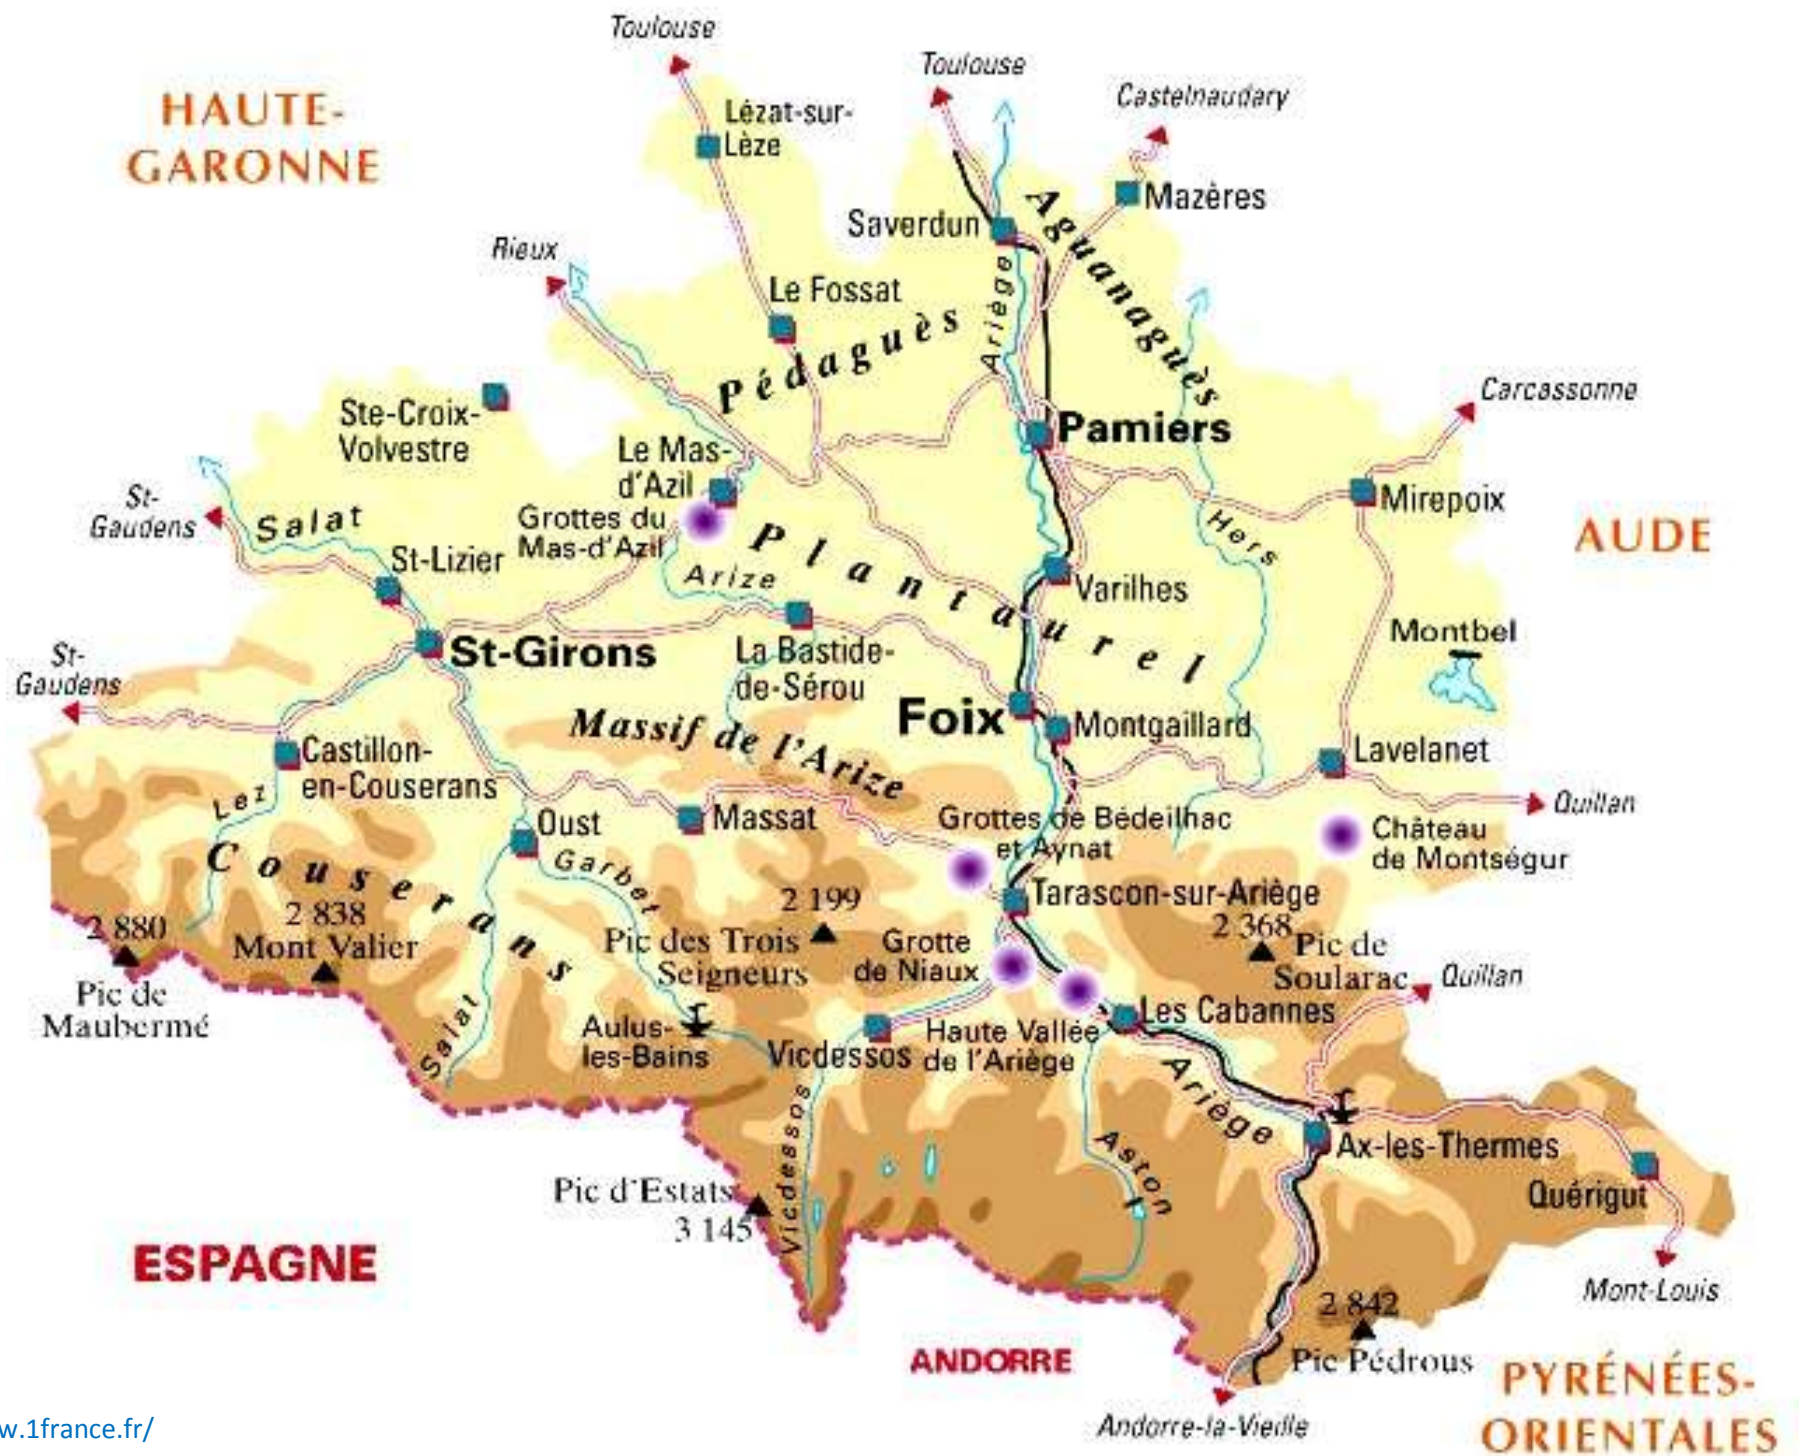 Toulouse
Toulouse
Castelnaudary
HAUTE-
GARONNE
Lézat-sur-
Lèze
Mazères
Saverdun
Aguanaguès
Rieux
Ariège
Le Fossat
Pédaguès
Carcassonne
Ste-Croix-
Volvestre
Pamiers
Le Mas-
d'Azil
Mirepoix
St-
Gaudens
Salat
Grottes du
Mas-d'Azil
Hers
AUDE
St-Lizier
Arize
Plantaurel
Varilhes
Montbel
St-Girons
St-
Gaudens
La Bastide-
de-Sérou
Foix
Montgaillard
Massif de l'Arize
Castillon-
en-Couserans
Lavelanet
Lez
Quillan
Oust
Massat
Grottes de Bédeilhac
et Aynat
Château
de Montségur
Couserans
Garbet
2 199
Pic des Trois
Seigneurs
Tarascon-sur-Ariège
2 880
Pic de
Maubermé
2 838
Mont Valier
Grotte
de Niaux
2 368
Pic de
Soularac
Quillan
Salat
Aulus-
les-Bains
Vicdessos
Haute Vallée
de l'Ariège
Les Cabannes
Ariège
Vicdessos
Aston
Ax-les-Thermes
Pic d'Estats
3 145
Quérigut
ESPAGNE
Mont-Louis
2 842
Pic Pédrous
ANDORRE
PYRÉNÉES-
ORIENTALES
Andorre-la-Vieille
w.1france.fr/